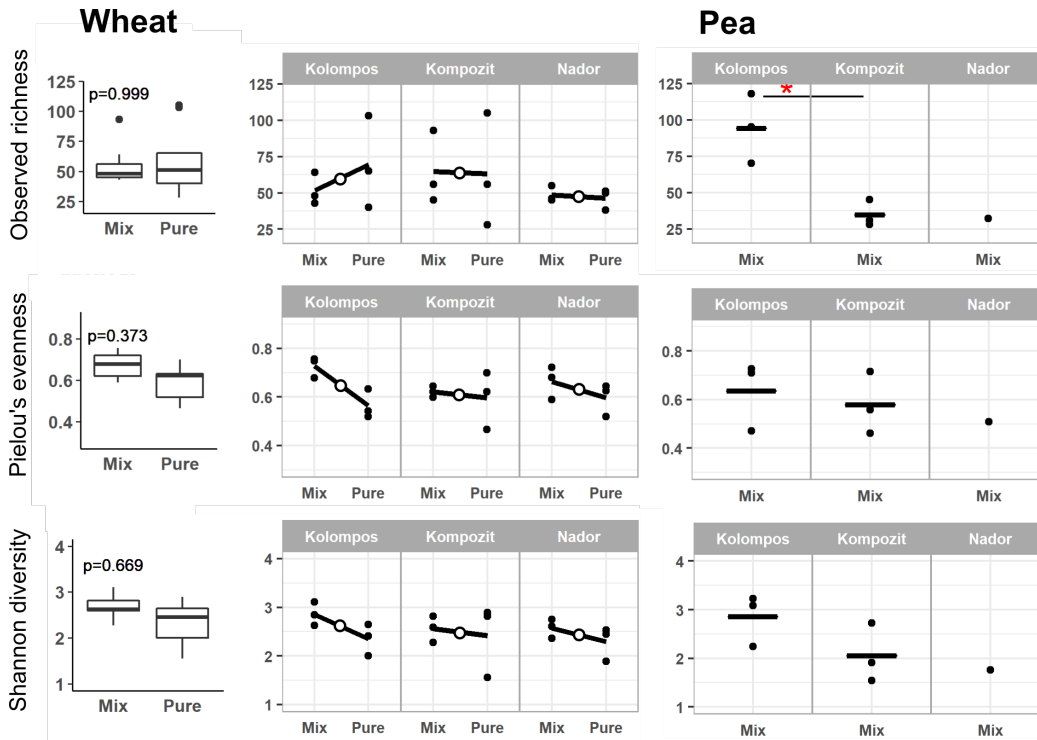 Wheat
Pea
Observed richness
125
100
75
50
25
p=0.999
Mix Pure
Kolompos Kompozit Nador
125
100
75
50
25
Mix Pure Mix Pure Mix Pure
Kolompos Kompozit Nador
125
100
75
50
25
*
Mix Mix Mix
Pielou's evenness
0.8
0.6
0.4
p=0.373
Mix Pure
Kolompos Kompozit Nador
0.8
0.6
0.4
Mix Pure Mix Pure Mix Pure
Kolompos Kompozit Nador
0.8
0.6
0.4
Mix Mix Mix
Shannon diversity
4
3
2
1
p=0.669
Mix Pure
Kolompos Kompozit Nador
4
3
2
1
Mix Pure Mix Pure Mix Pure
Kolompos Kompozit Nador
4
3
2
1
Mix Mix Mix